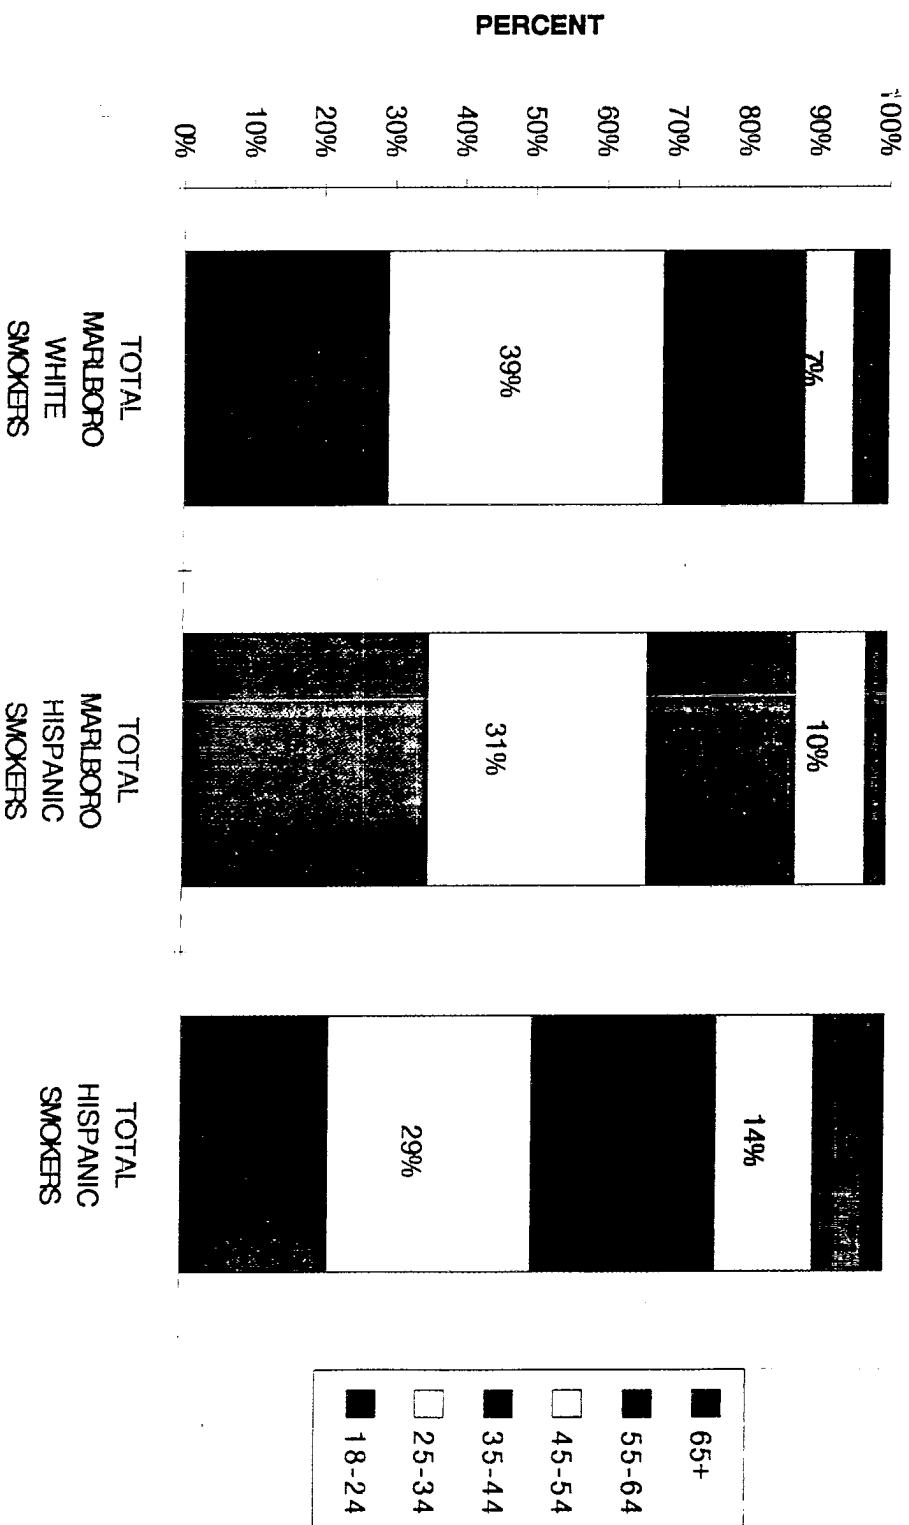 PERCENT
100%
90%
80%
70%
60%
50%
40%
30%
20%
10%
0%
39%
7%
31%
10%
29%
14%
TOTAL
MARLBORO
WHITE
SMOKERS
TOTAL
MARLBORO
HISPANIC
SMOKERS
TOTAL
HISPANIC
SMOKERS
65+
55-64
45-54
35-44
25-34
18-24